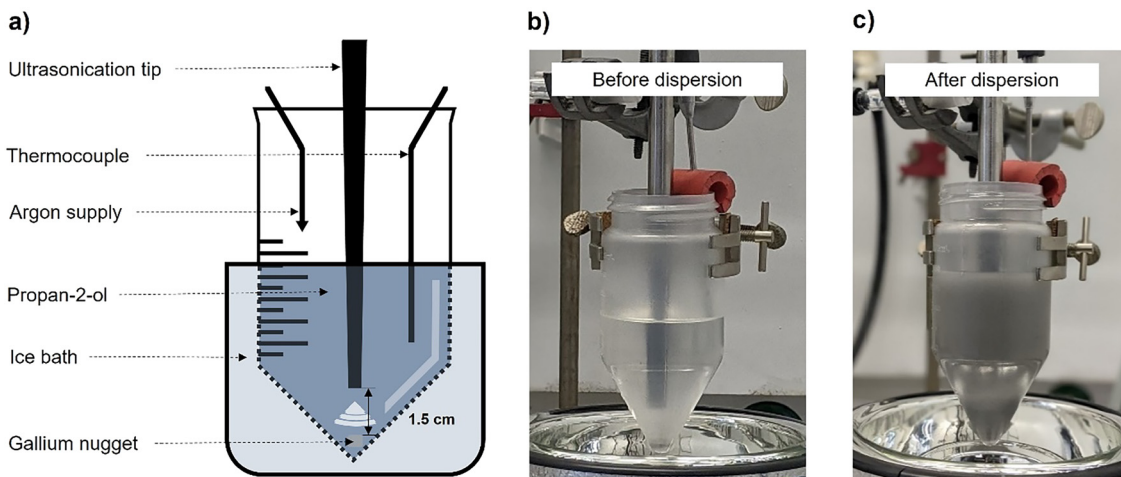 a)
Ultrasonication tip
Thermocouple
Argon supply
Propan-2-ol
Ice bath
Gallium nugget
1.5 cm
b)
Before dispersion
c)
After dispersion